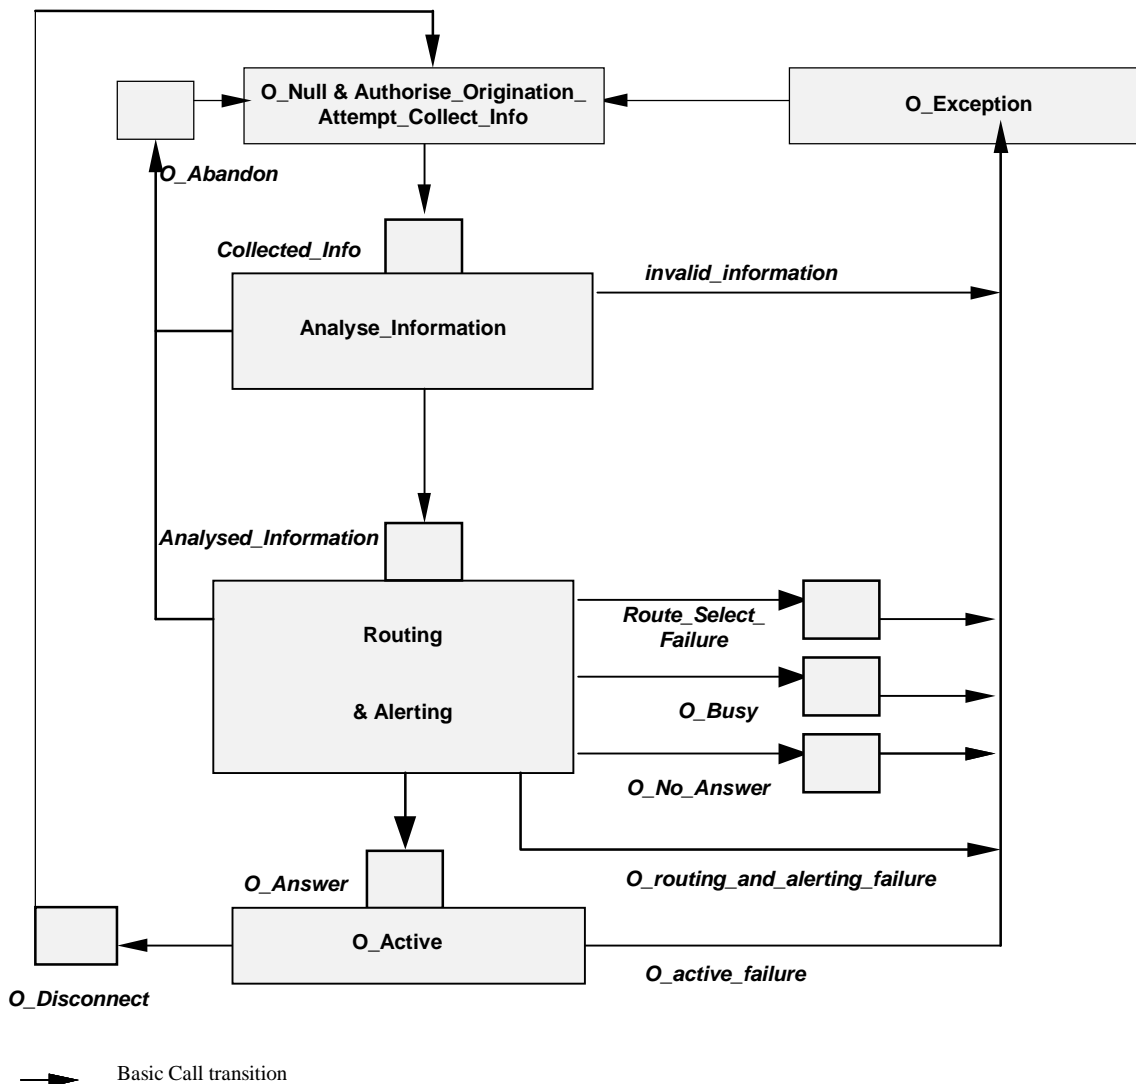 O_Null & Authorise_Origination_
Attempt_Collect_Info
O_Exception
O_Abandon
Collected_Info
invalid_information
Analyse_Information
Analysed_Information
Routing
& Alerting
Route_Select_
Failure
O_Busy
O_No_Answer
O_routing_and_alerting_failure
O_Answer
O_Active
O_active_failure
O_Disconnect
Basic Call transition